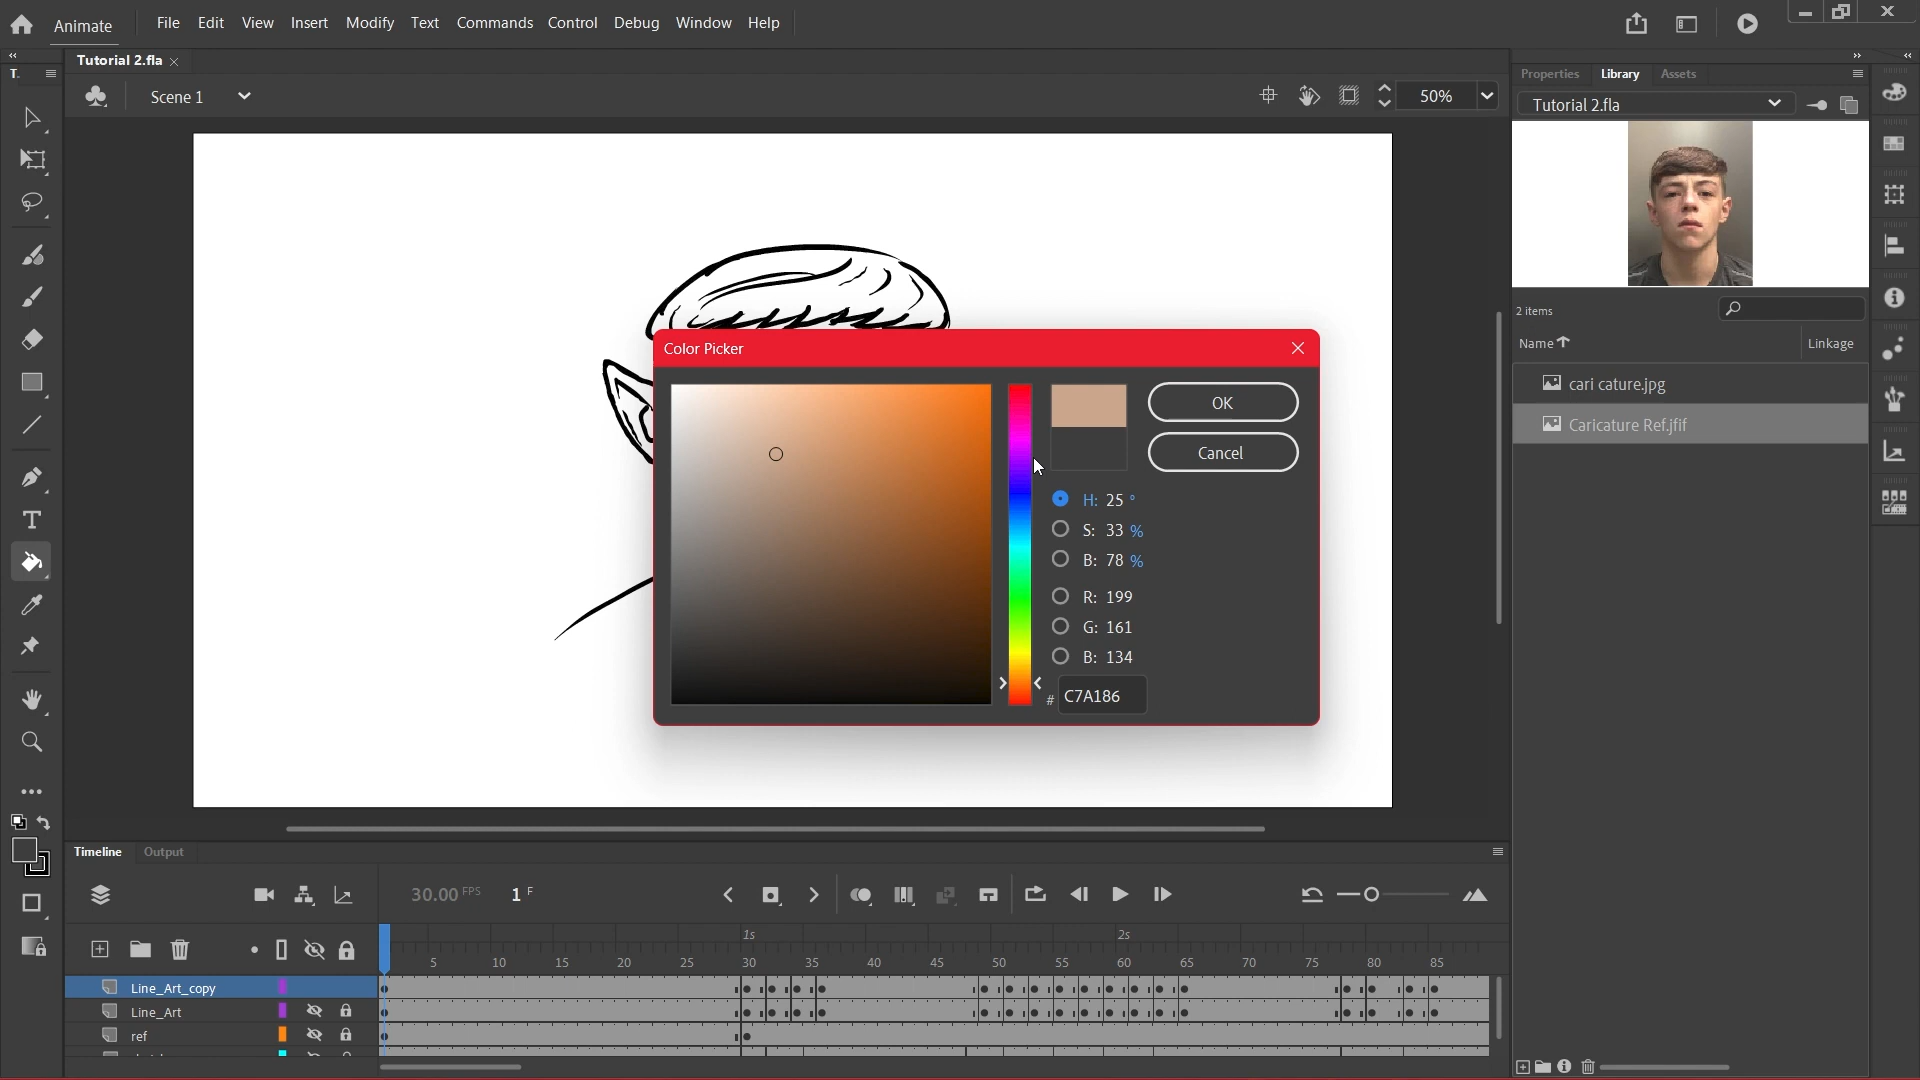 Animate File Edit View Insert Modify Text Commands Control Debug Window Help
Tutorial 2.fla
T.
Scene 1
50%
Properties Library Assets
Tutorial 2.fla
2 items
Name Linkage
cari cature.jpg
Caricature Ref.jfif
Color Picker
OK
Cancel
H: 25 °
S: 33 %
B: 78 %
R: 199
G: 161
B: 134
# C7A186
Timeline Output
30.00 FPS 1 F
1s 2s
5 10 15 20 25 30 35 40 45 50 55 60 65 70 75 80 85
Line_Art_copy
Line_Art
ref